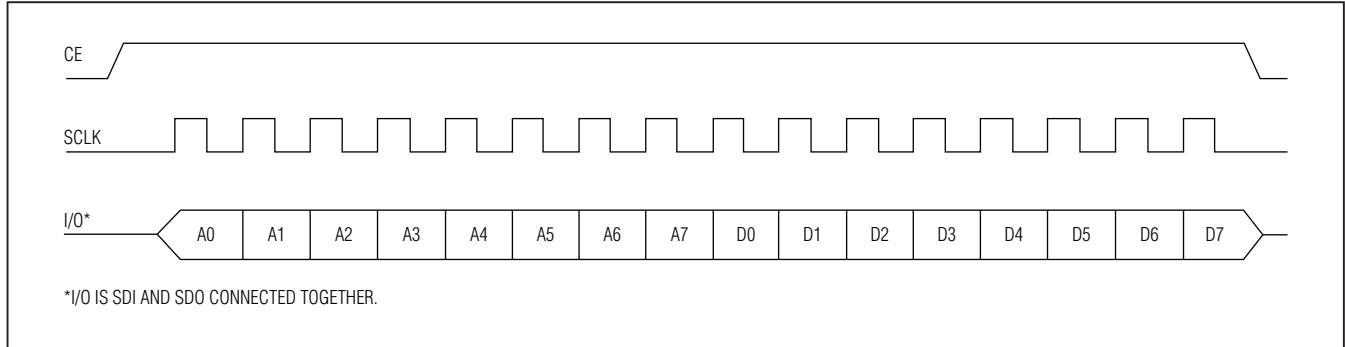 CE
SCLK
I/O*
A0 A1 A2 A3 A4 A5 A6 A7 D0 D1 D2 D3 D4 D5 D6 D7
*I/O IS SDI AND SDO CONNECTED TOGETHER.